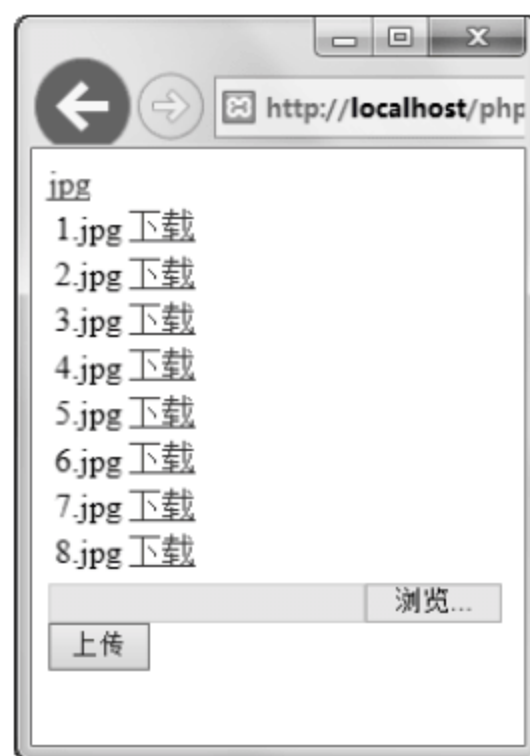 http://localhost/php
jpg
1.jpg 下载
2.jpg 下载
3.jpg 下载
4.jpg 下载
5.jpg 下载
6.jpg 下载
7.jpg 下载
8.jpg 下载
浏览...
上传